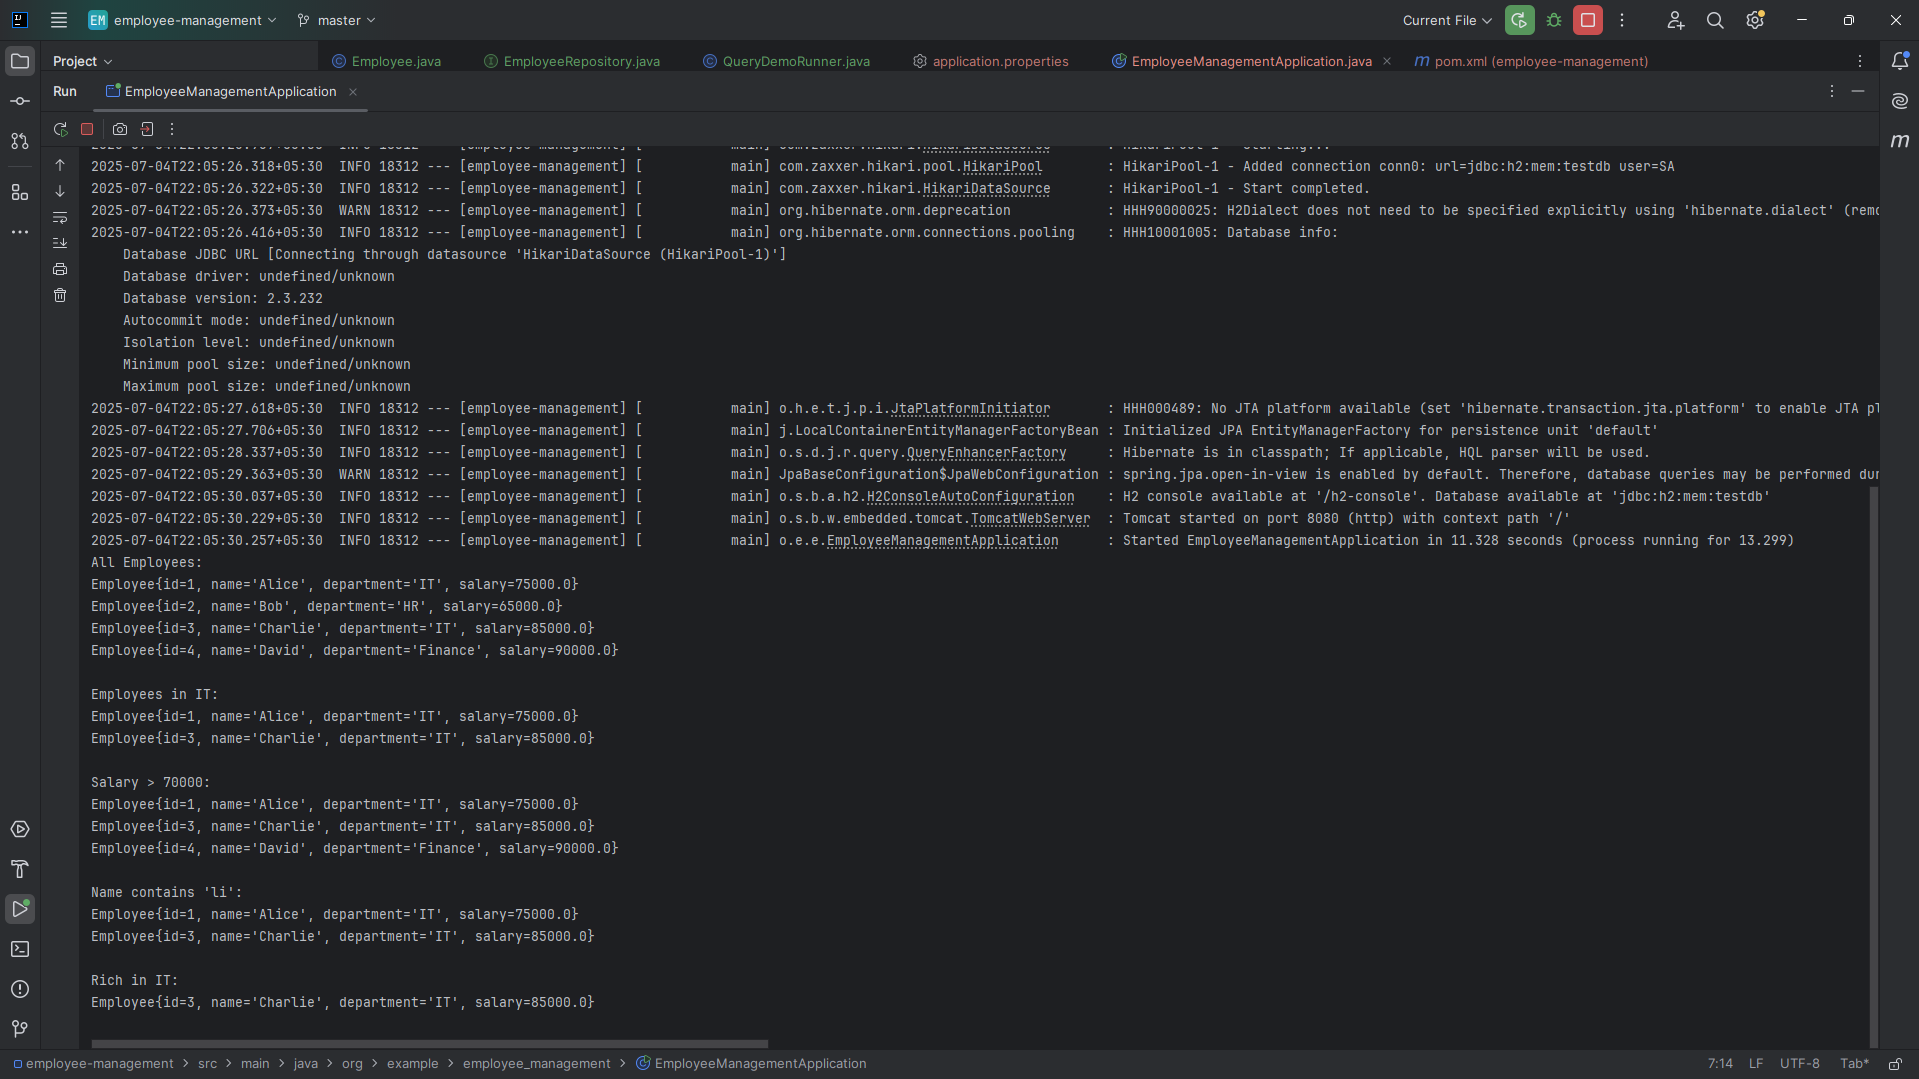 EM employee-management master Current File
Project Employee.java EmployeeRepository.java QueryDemoRunner.java application.properties EmployeeManagementApplication.java m pom.xml (employee-management)
Run EmployeeManagementApplication
2025-07-04T22:05:26.318+05:30  INFO 18312 --- [employee-management] [           main] com.zaxxer.hikari.pool.HikariPool        : HikariPool-1 - Added connection conn0: url=jdbc:h2:mem:testdb user=SA
2025-07-04T22:05:26.322+05:30  INFO 18312 --- [employee-management] [           main] com.zaxxer.hikari.HikariDataSource       : HikariPool-1 - Start completed.
2025-07-04T22:05:26.373+05:30  WARN 18312 --- [employee-management] [           main] org.hibernate.orm.deprecation            : HHH90000025: H2Dialect does not need to be specified explicitly using 'hibernate.dialect'
2025-07-04T22:05:26.416+05:30  INFO 18312 --- [employee-management] [           main] org.hibernate.orm.connections.pooling    : HHH10001005: Database info:
Database JDBC URL [Connecting through datasource 'HikariDataSource (HikariPool-1)']
Database driver: undefined/unknown
Database version: 2.3.232
Autocommit mode: undefined/unknown
Isolation level: undefined/unknown
Minimum pool size: undefined/unknown
Maximum pool size: undefined/unknown
2025-07-04T22:05:27.618+05:30  INFO 18312 --- [employee-management] [           main] o.h.e.t.j.p.i.JtaPlatformInitiator       : HHH000489: No JTA platform available (set 'hibernate.transaction.jta.platform' to enable JTA
2025-07-04T22:05:27.706+05:30  INFO 18312 --- [employee-management] [           main] j.LocalContainerEntityManagerFactoryBean : Initialized JPA EntityManagerFactory for persistence unit 'default'
2025-07-04T22:05:28.337+05:30  INFO 18312 --- [employee-management] [           main] o.s.d.j.r.query.QueryEnhancerFactory     : Hibernate is in classpath; If applicable, HQL parser will be used.
2025-07-04T22:05:29.363+05:30  WARN 18312 --- [employee-management] [           main] JpaBaseConfiguration$JpaWebConfiguration : spring.jpa.open-in-view is enabled by default. Therefore, database queries may be performed
2025-07-04T22:05:30.037+05:30  INFO 18312 --- [employee-management] [           main] o.s.b.a.h2.H2ConsoleAutoConfiguration    : H2 console available at '/h2-console'. Database available at 'jdbc:h2:mem:testdb'
2025-07-04T22:05:30.229+05:30  INFO 18312 --- [employee-management] [           main] o.s.b.w.embedded.tomcat.TomcatWebServer  : Tomcat started on port 8080 (http) with context path '/'
2025-07-04T22:05:30.257+05:30  INFO 18312 --- [employee-management] [           main] o.e.e.EmployeeManagementApplication      : Started EmployeeManagementApplication in 11.328 seconds (process running for 13.299)
All Employees:
Employee{id=1, name='Alice', department='IT', salary=75000.0}
Employee{id=2, name='Bob', department='HR', salary=65000.0}
Employee{id=3, name='Charlie', department='IT', salary=85000.0}
Employee{id=4, name='David', department='Finance', salary=90000.0}
Employees in IT:
Employee{id=1, name='Alice', department='IT', salary=75000.0}
Employee{id=3, name='Charlie', department='IT', salary=85000.0}
Salary > 70000:
Employee{id=1, name='Alice', department='IT', salary=75000.0}
Employee{id=3, name='Charlie', department='IT', salary=85000.0}
Employee{id=4, name='David', department='Finance', salary=90000.0}
Name contains 'li':
Employee{id=1, name='Alice', department='IT', salary=75000.0}
Employee{id=3, name='Charlie', department='IT', salary=85000.0}
Rich in IT:
Employee{id=3, name='Charlie', department='IT', salary=85000.0}
employee-management > src > main > java > org > example > employee_management > EmployeeManagementApplication 7:14 LF UTF-8 Tab*